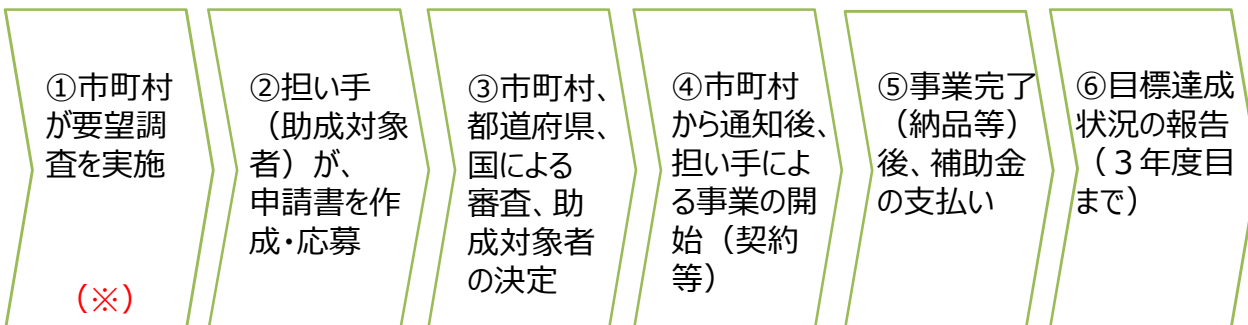 ①市町村
が要望調
査を実施
（※）
②担い手
（助成対象
者）が、
申請書を作
成・応募
③市町村、
都道府県、
国による
審査、助
成対象者
の決定
④市町村
から通知後、
担い手によ
る事業の開
始（契約
等）
⑤事業完了
（納品等）
後、補助金
の支払い
⑥目標達成
状況の報告
（３年度目
まで）